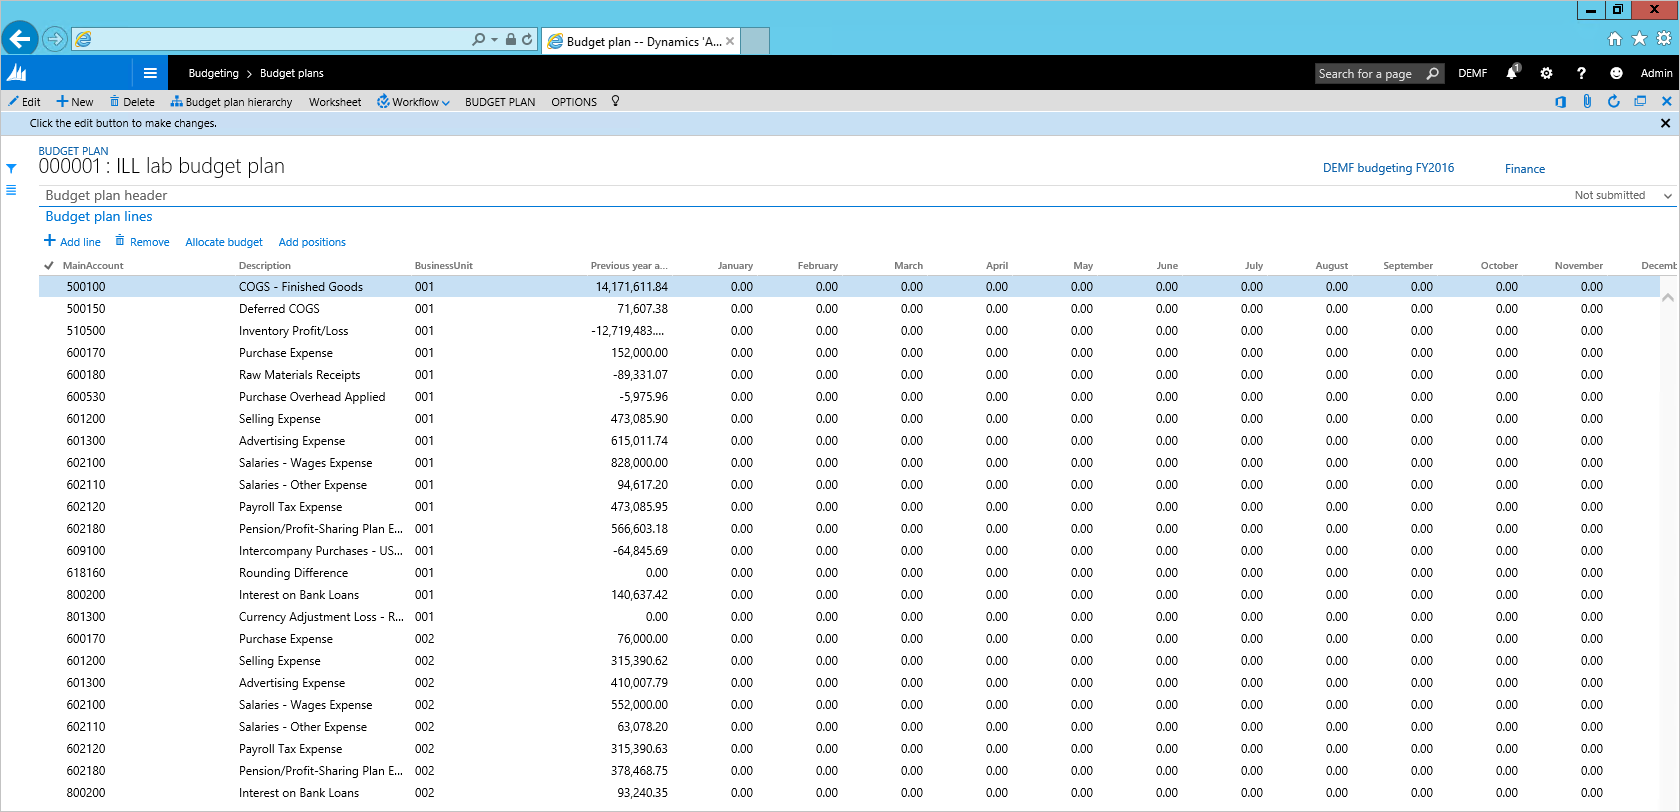 Budget plan -- Dynamics 'A...
Budgeting > Budget plans Search for a page DEMF 1 ? Admin
Edit New Delete Budget plan hierarchy Worksheet Workflow BUDGET PLAN OPTIONS
Click the edit button to make changes.
BUDGET PLAN
000001 : ILL lab budget plan DEMF budgeting FY2016 Finance
Budget plan header Not submitted
Budget plan lines
Add line Remove Allocate budget Add positions
MainAccount Description BusinessUnit Previous year a... January February March April May June July August September October November Decemb
500100 COGS - Finished Goods 001 14,171,611.84 0.00 0.00 0.00 0.00 0.00 0.00 0.00 0.00 0.00 0.00 0.00
500150 Deferred COGS 001 71,607.38 0.00 0.00 0.00 0.00 0.00 0.00 0.00 0.00 0.00 0.00 0.00
510500 Inventory Profit/Loss 001 -12,719,483.... 0.00 0.00 0.00 0.00 0.00 0.00 0.00 0.00 0.00 0.00 0.00
600170 Purchase Expense 001 152,000.00 0.00 0.00 0.00 0.00 0.00 0.00 0.00 0.00 0.00 0.00 0.00
600180 Raw Materials Receipts 001 -89,331.07 0.00 0.00 0.00 0.00 0.00 0.00 0.00 0.00 0.00 0.00 0.00
600530 Purchase Overhead Applied 001 -5,975.96 0.00 0.00 0.00 0.00 0.00 0.00 0.00 0.00 0.00 0.00 0.00
601200 Selling Expense 001 473,085.90 0.00 0.00 0.00 0.00 0.00 0.00 0.00 0.00 0.00 0.00 0.00
601300 Advertising Expense 001 615,011.74 0.00 0.00 0.00 0.00 0.00 0.00 0.00 0.00 0.00 0.00 0.00
602100 Salaries - Wages Expense 001 828,000.00 0.00 0.00 0.00 0.00 0.00 0.00 0.00 0.00 0.00 0.00 0.00
602110 Salaries - Other Expense 001 94,617.20 0.00 0.00 0.00 0.00 0.00 0.00 0.00 0.00 0.00 0.00 0.00
602120 Payroll Tax Expense 001 473,085.95 0.00 0.00 0.00 0.00 0.00 0.00 0.00 0.00 0.00 0.00 0.00
602180 Pension/Profit-Sharing Plan E... 001 566,603.18 0.00 0.00 0.00 0.00 0.00 0.00 0.00 0.00 0.00 0.00 0.00
609100 Intercompany Purchases - US... 001 -64,845.69 0.00 0.00 0.00 0.00 0.00 0.00 0.00 0.00 0.00 0.00 0.00
618160 Rounding Difference 001 0.00 0.00 0.00 0.00 0.00 0.00 0.00 0.00 0.00 0.00 0.00 0.00
800200 Interest on Bank Loans 001 140,637.42 0.00 0.00 0.00 0.00 0.00 0.00 0.00 0.00 0.00 0.00 0.00
801300 Currency Adjustment Loss - R... 001 0.00 0.00 0.00 0.00 0.00 0.00 0.00 0.00 0.00 0.00 0.00 0.00
600170 Purchase Expense 002 76,000.00 0.00 0.00 0.00 0.00 0.00 0.00 0.00 0.00 0.00 0.00 0.00
601200 Selling Expense 002 315,390.62 0.00 0.00 0.00 0.00 0.00 0.00 0.00 0.00 0.00 0.00 0.00
601300 Advertising Expense 002 410,007.79 0.00 0.00 0.00 0.00 0.00 0.00 0.00 0.00 0.00 0.00 0.00
602100 Salaries - Wages Expense 002 552,000.00 0.00 0.00 0.00 0.00 0.00 0.00 0.00 0.00 0.00 0.00 0.00
602110 Salaries - Other Expense 002 63,078.20 0.00 0.00 0.00 0.00 0.00 0.00 0.00 0.00 0.00 0.00 0.00
602120 Payroll Tax Expense 002 315,390.63 0.00 0.00 0.00 0.00 0.00 0.00 0.00 0.00 0.00 0.00 0.00
602180 Pension/Profit-Sharing Plan E... 002 378,468.75 0.00 0.00 0.00 0.00 0.00 0.00 0.00 0.00 0.00 0.00 0.00
800200 Interest on Bank Loans 002 93,240.35 0.00 0.00 0.00 0.00 0.00 0.00 0.00 0.00 0.00 0.00 0.00